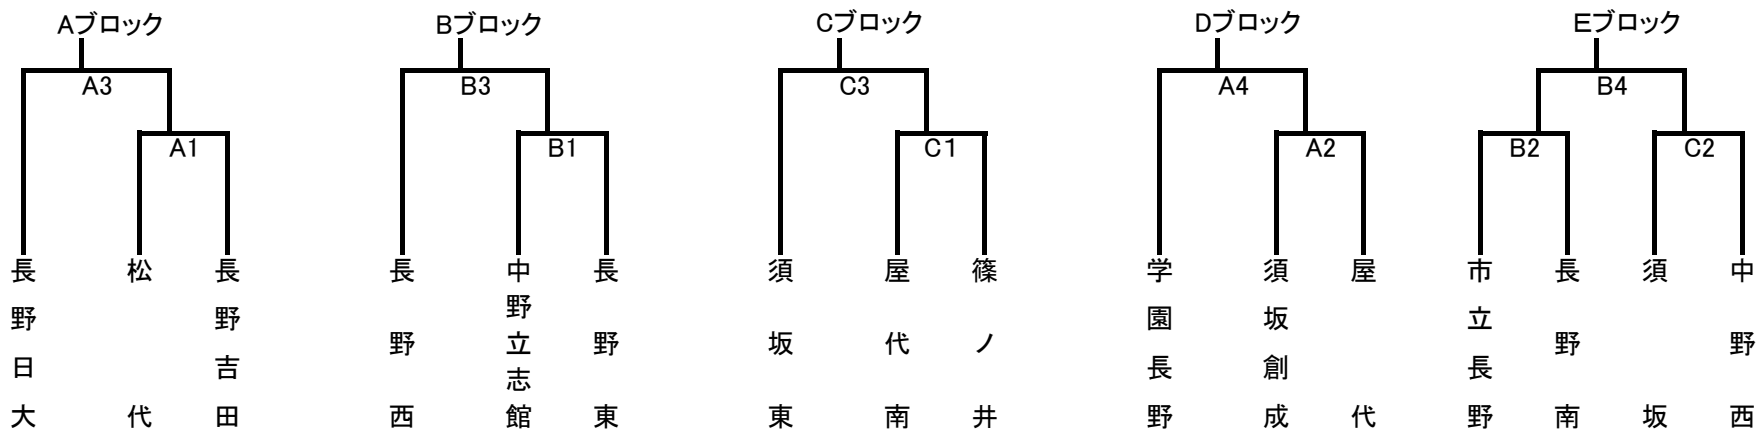 Aブロック
Bブロック
Cブロック
Dブロック
Eブロック
A3
B3
C3
A4
B4
A1
B1
C1
A2
B2
C2
長野日大
松代
長野吉田
長野西
中野立志館
長野東
須坂東
屋代南
篠ノ井
学園長野
須坂創成
屋代
市立長野
長野南
須坂
中野西